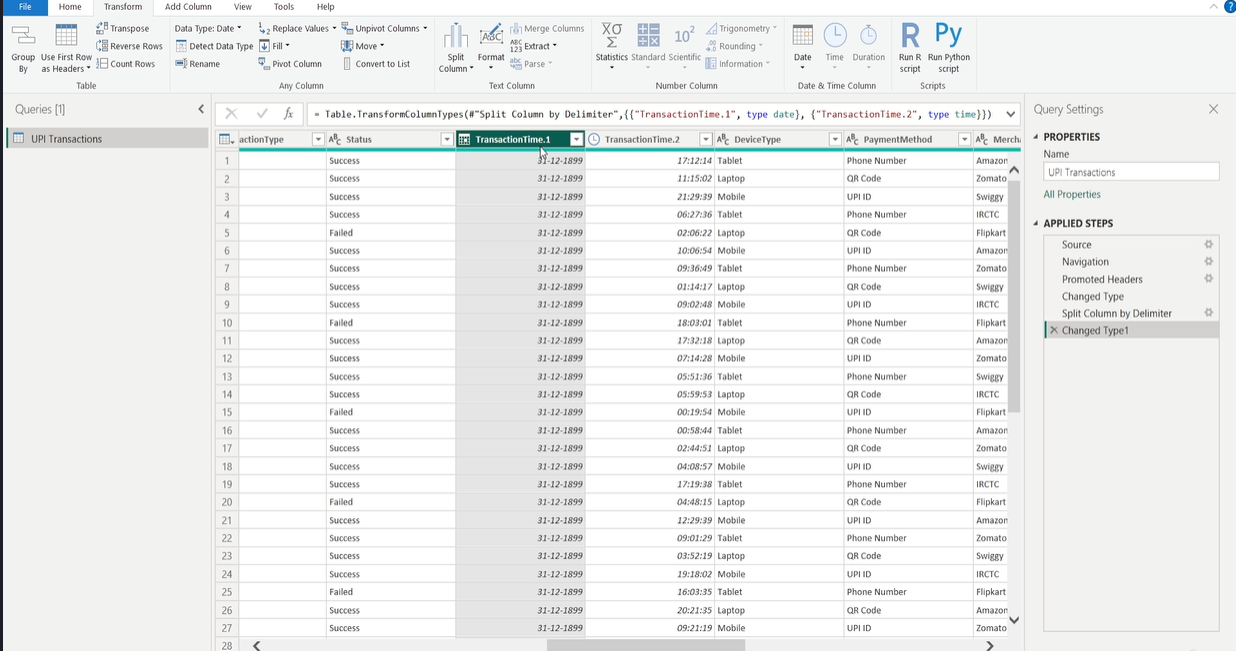 File Home Transform Add Column View Tools Help
Transpose
Reverse Rows
Count Rows
Group By
Use First Row as Headers
Table
Data Type: Date
Detect Data Type
Rename
Replace Values
Fill
Pivot Column
Unpivot Columns
Move
Convert to List
Any Column
Split Column
Format
Merge Columns
Extract
Parse
Text Column
Statistics
Standard
Scientific
Trigonometry
Rounding
Information
Number Column
Date
Time
Duration
Date & Time Column
Run R script
Run Python script
Scripts
Queries [1]
UPI Transactions
= Table.TransformColumnTypes(#"Split Column by Delimiter",{{"TransactionTime.1", type date}, {"TransactionTime.2", type time}})
actionType Status TransactionTime.1 TransactionTime.2 DeviceType PaymentMethod Mercha
1 Success 31-12-1899 17:12:14 Tablet Phone Number Amazon
2 Success 31-12-1899 11:15:02 Laptop QR Code Zomato
3 Success 31-12-1899 21:29:39 Mobile UPI ID Swiggy
4 Success 31-12-1899 06:27:36 Tablet Phone Number IRCTC
5 Failed 31-12-1899 02:06:22 Laptop QR Code Flipkart
6 Success 31-12-1899 10:06:54 Mobile UPI ID Amazon
7 Success 31-12-1899 09:36:49 Tablet Phone Number Zomato
8 Success 31-12-1899 01:14:17 Laptop QR Code Swiggy
9 Success 31-12-1899 09:02:48 Mobile UPI ID IRCTC
10 Failed 31-12-1899 18:03:01 Tablet Phone Number Flipkart
11 Success 31-12-1899 17:32:18 Laptop QR Code Amazon
12 Success 31-12-1899 07:14:28 Mobile UPI ID Zomato
13 Success 31-12-1899 05:51:36 Tablet Phone Number Swiggy
14 Success 31-12-1899 05:59:53 Laptop QR Code IRCTC
15 Failed 31-12-1899 00:19:54 Mobile UPI ID Flipkart
16 Success 31-12-1899 00:58:44 Tablet Phone Number Amazon
17 Success 31-12-1899 02:44:51 Laptop QR Code Zomato
18 Success 31-12-1899 04:08:57 Mobile UPI ID Swiggy
19 Success 31-12-1899 17:19:38 Tablet Phone Number IRCTC
20 Failed 31-12-1899 04:48:15 Laptop QR Code Flipkart
21 Success 31-12-1899 12:29:39 Mobile UPI ID Amazon
22 Success 31-12-1899 09:01:29 Tablet Phone Number Zomato
23 Success 31-12-1899 03:52:19 Laptop QR Code Swiggy
24 Success 31-12-1899 19:18:02 Mobile UPI ID IRCTC
25 Failed 31-12-1899 16:03:35 Tablet Phone Number Flipkart
26 Success 31-12-1899 20:21:35 Laptop QR Code Amazon
27 Success 31-12-1899 09:21:19 Mobile UPI ID Zomato
28
Query Settings
PROPERTIES
Name
UPI Transactions
All Properties
APPLIED STEPS
Source
Navigation
Promoted Headers
Changed Type
Split Column by Delimiter
Changed Type1